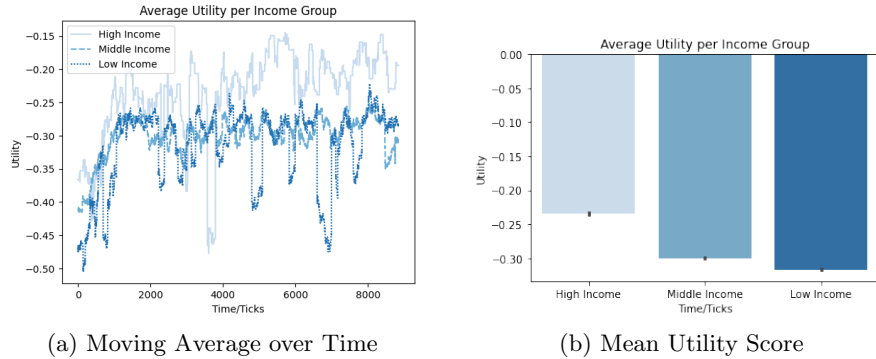 Average Utility per Income Group
High Income
Middle Income
Low Income
−0.15
−0.20
−0.25
−0.30
−0.35
−0.40
−0.45
−0.50
Utility
0 2000 4000 6000 8000
Time/Ticks
(a) Moving Average over Time
Average Utility per Income Group
0.00
−0.05
−0.10
−0.15
−0.20
−0.25
−0.30
Utility
High Income Middle Income Low Income
Time/Ticks
(b) Mean Utility Score